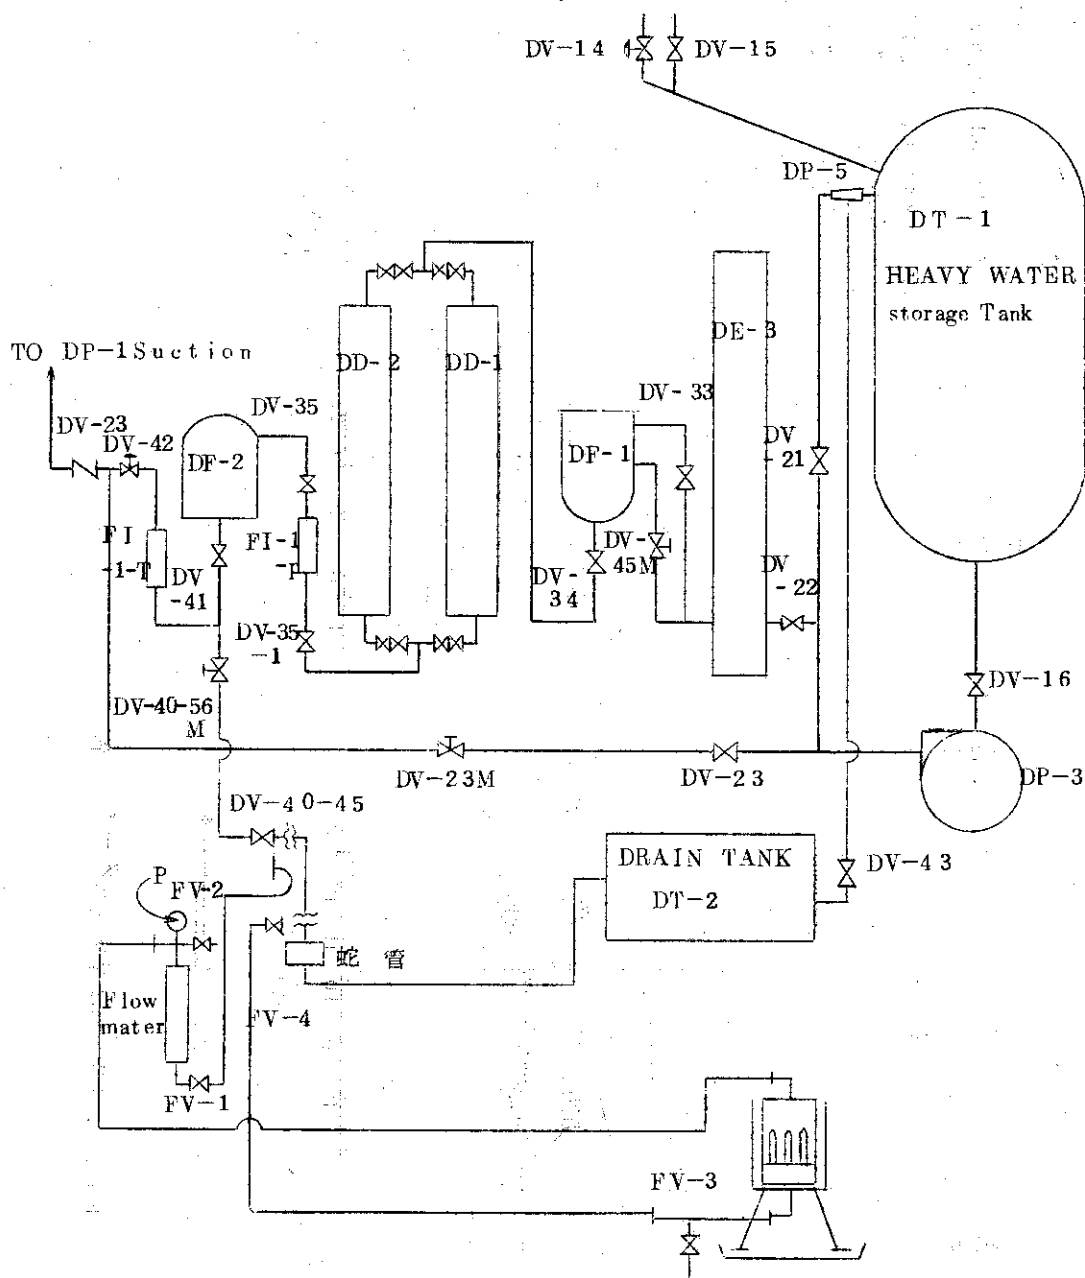 DV-14
DV-15
DP-5
DT-1
HEAVY WATER
storage Tank
DE-3
TO DP-1 Suction
DD-2
DD-1
DV-33
DV-35
DV-23
DV-42
DF-2
DF-1
DV
-21
FI
-1-T
DV
-41
FI-1
-F
DV-
45M
DV-
34
DV
-22
DV-35
-1
DV-16
DV-40-56
M
DV-23M
DV-23
DP-3
DV-40-45
DRAIN TANK
DT-2
DV-43
P
FV-2
蛇管
Flow
mater
FV-4
FV-1
FV-3